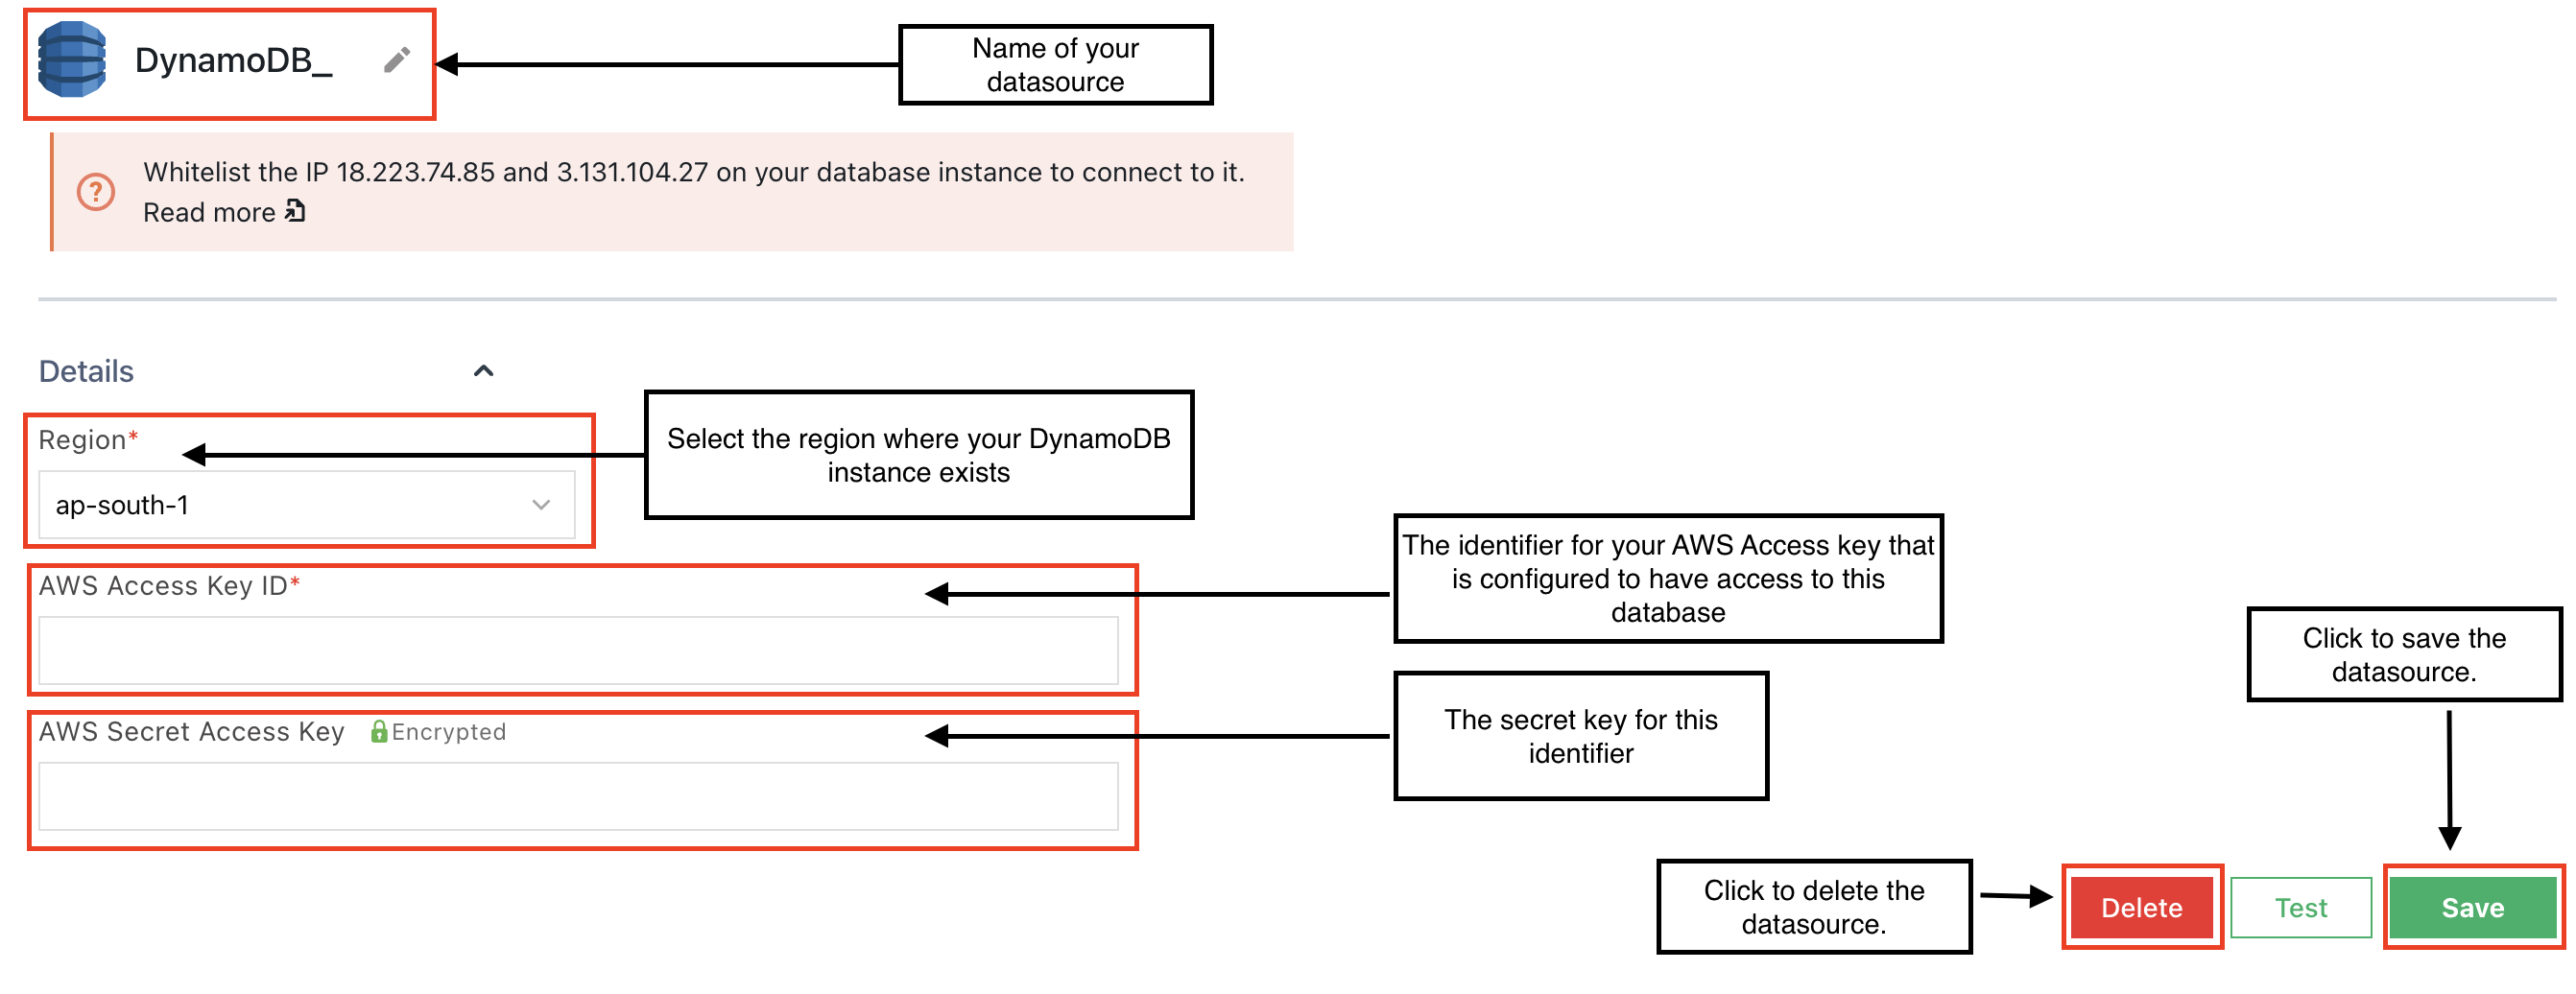 DynamoDB_
Name of your
datasource
Whitelist the IP 18.223.74.85 and 3.131.104.27 on your database instance to connect to it.
Read more
Details
Region*
Select the region where your DynamoDB
instance exists
ap-south-1
AWS Access Key ID*
The identifier for your AWS Access key that
is configured to have access to this
database
AWS Secret Access Key Encrypted
The secret key for this
identifier
Click to save the
datasource.
Click to delete the
datasource.
Delete
Test
Save